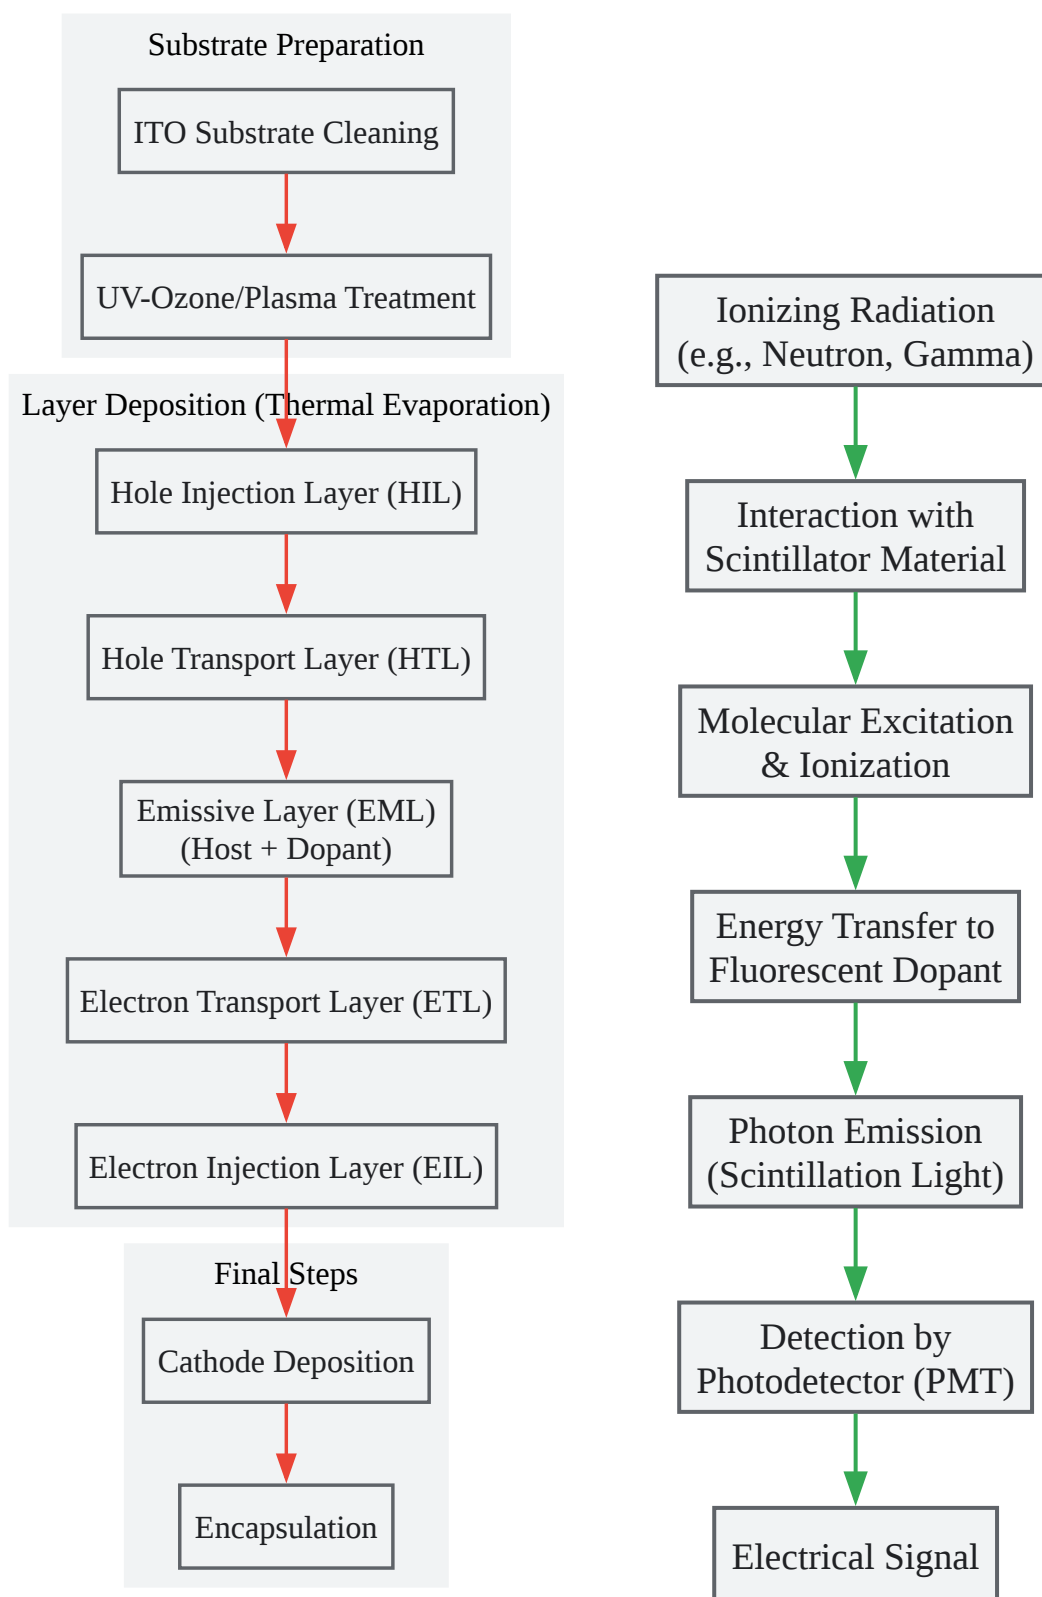 Substrate Preparation
ITO Substrate Cleaning
UV-Ozone/Plasma Treatment
Layer Deposition (Thermal Evaporation)
Hole Injection Layer (HIL)
Hole Transport Layer (HTL)
Emissive Layer (EML)
(Host + Dopant)
Electron Transport Layer (ETL)
Electron Injection Layer (EIL)
Final Steps
Cathode Deposition
Encapsulation
Ionizing Radiation
(e.g., Neutron, Gamma)
Interaction with
Scintillator Material
Molecular Excitation
& Ionization
Energy Transfer to
Fluorescent Dopant
Photon Emission
(Scintillation Light)
Detection by
Photodetector (PMT)
Electrical Signal